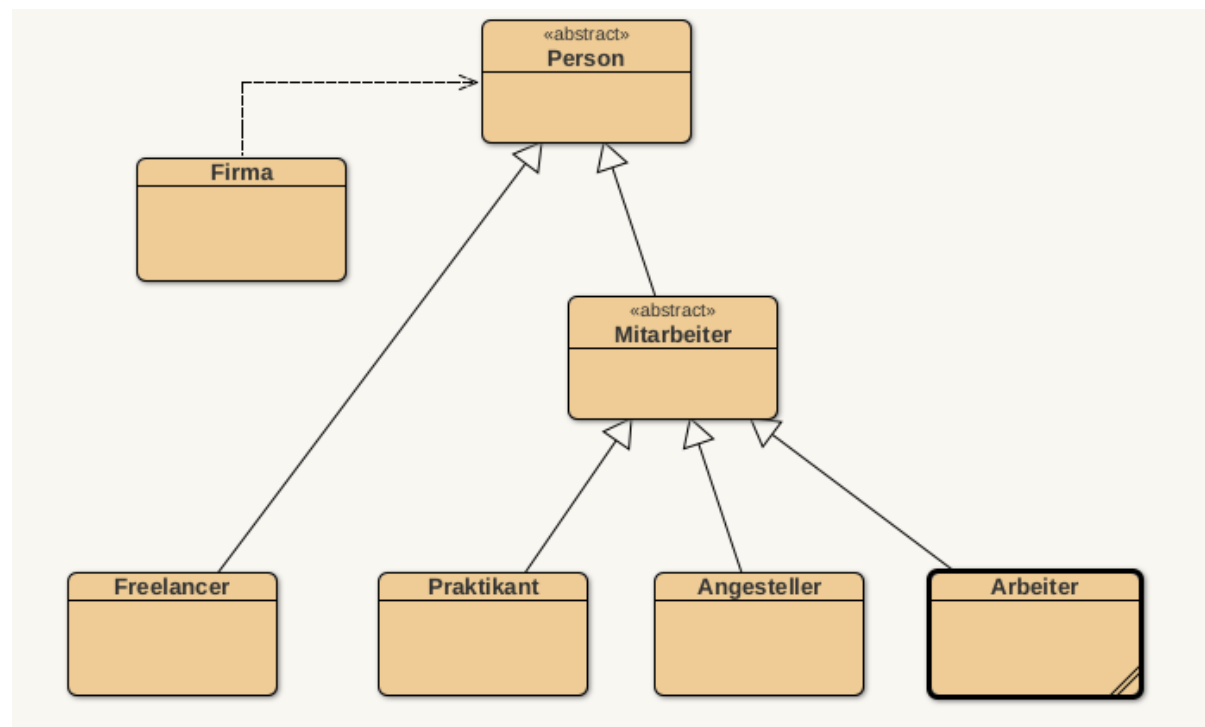 «abstract»
Person
Firma
«abstract»
Mitarbeiter
Freelancer
Praktikant
Angesteller
Arbeiter